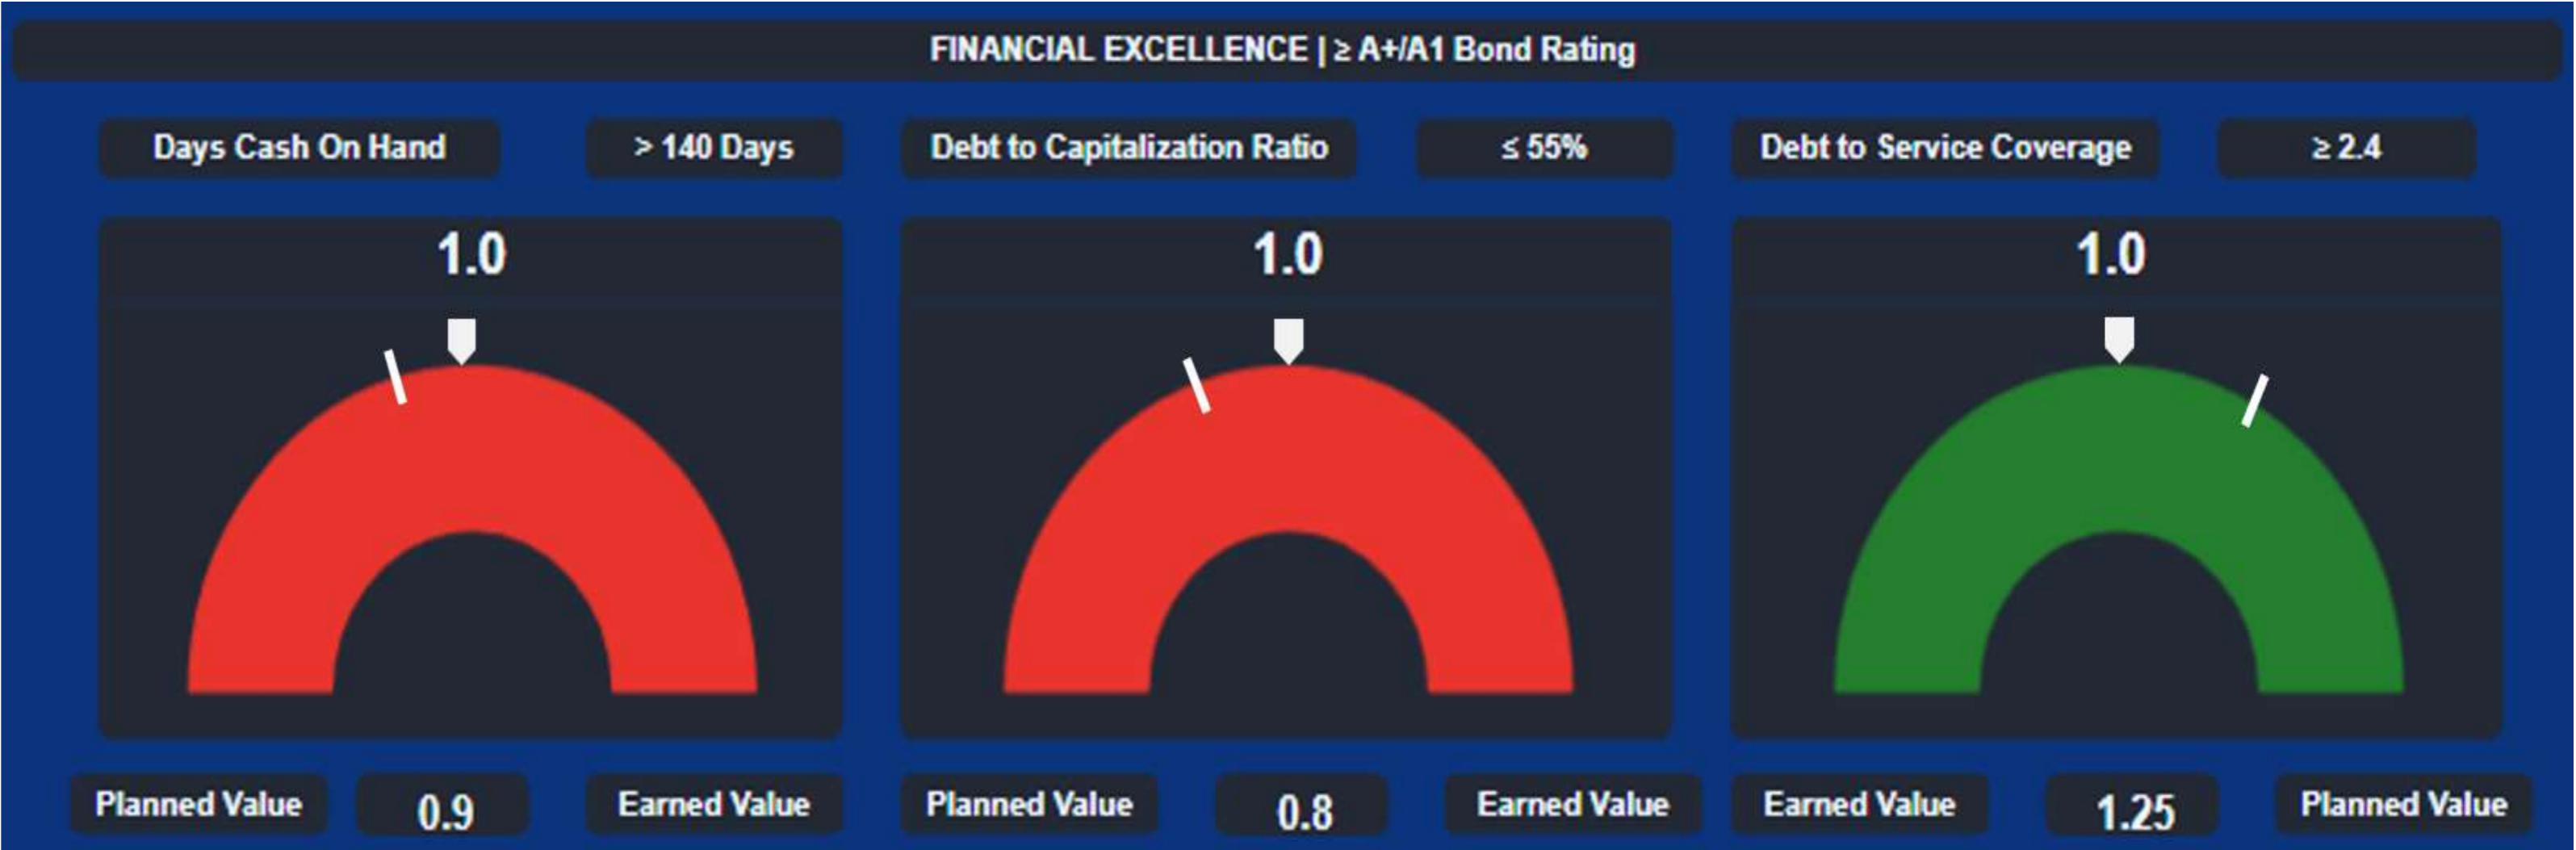 FINANCIAL EXCELLENCE | ≥ A+/A1 Bond Rating
Days Cash On Hand
> 140 Days
Debt to Capitalization Ratio
≤ 55%
Debt to Service Coverage
≥ 2.4
1.0
1.0
1.0
Planned Value
0.9
Earned Value
Planned Value
0.8
Earned Value
Earned Value
1.25
Planned Value